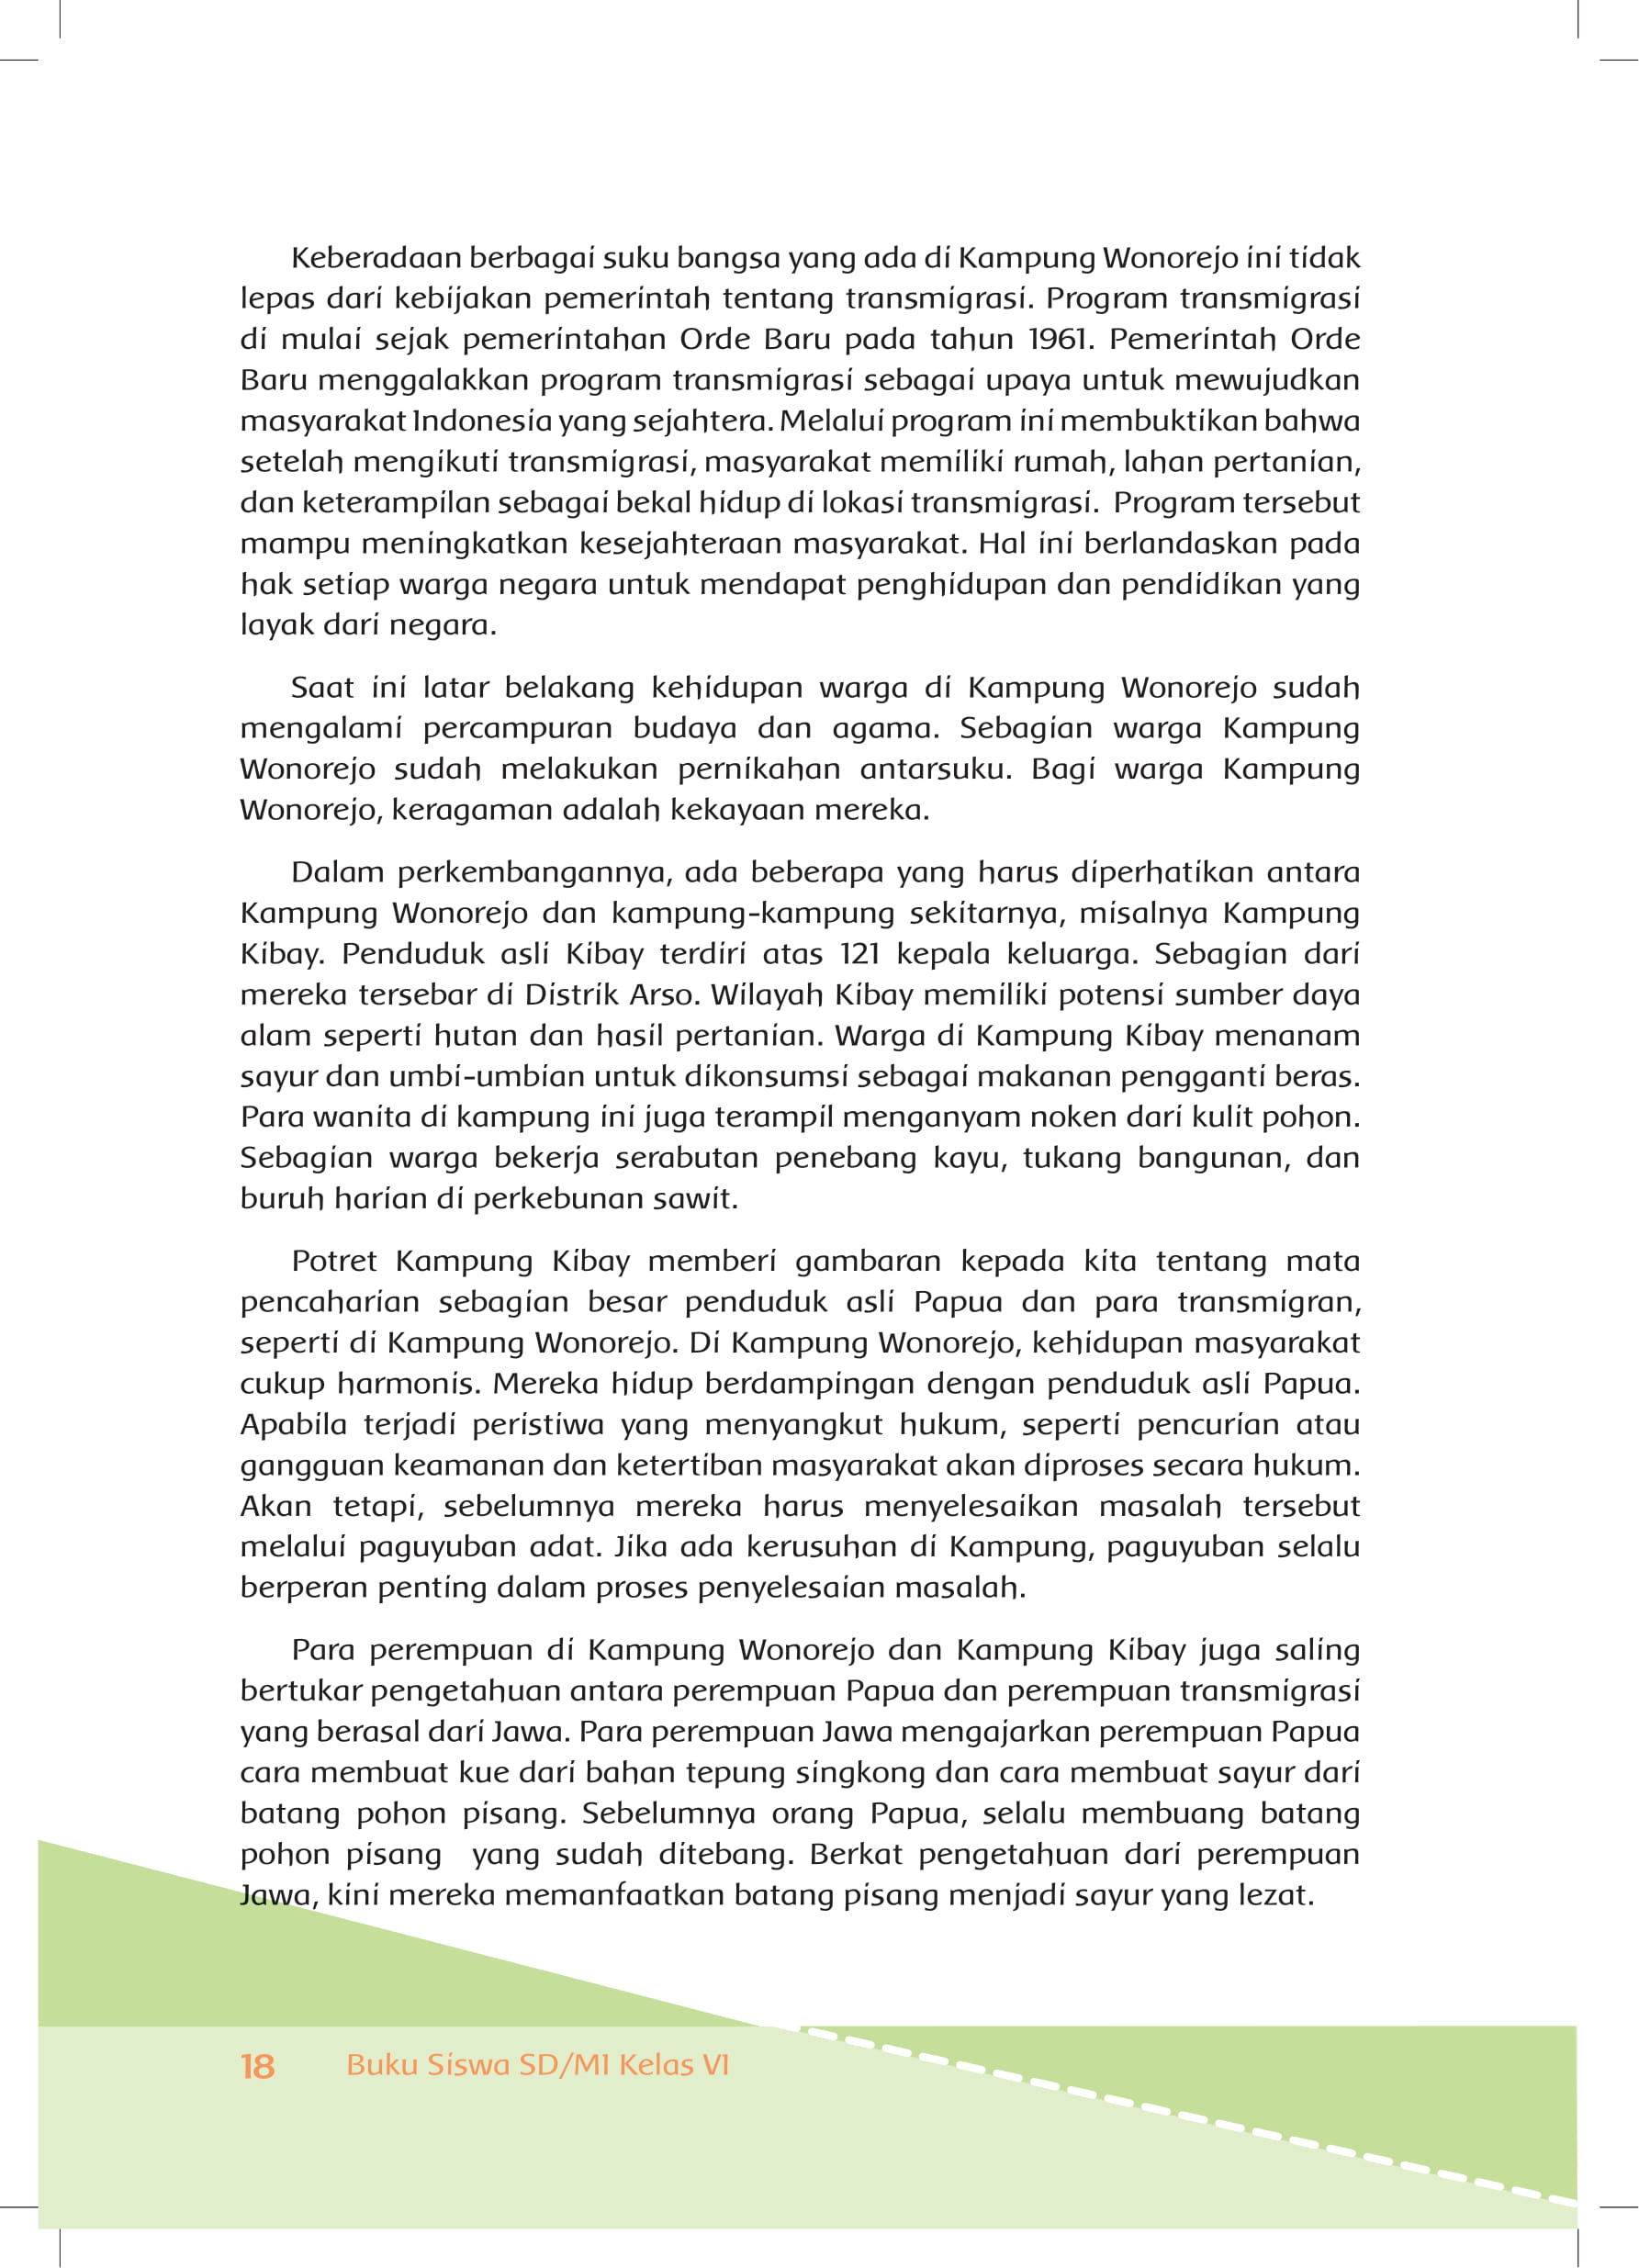 Keberadaan berbagai suku bangsa yang ada di Kampung Wonorejo ini tidak
lepas dari kebijakan pemerintah tentang transmigrasi. Program transmigrasi
di mulai sejak pemerintahan Orde Baru pada tahun 1961. Pemerintah Orde
Baru menggalakkan program transmigrasi sebagai upaya untuk mewujudkan
masyarakat Indonesia yang sejahtera. Melalui program ini membuktikan bahwa
setelah mengikuti transmigrasi, masyarakat memiliki rumah, lahan pertanian,
dan keterampilan sebagai bekal hidup di lokasi transmigrasi. Program tersebut
mampu meningkatkan kesejahteraan masyarakat. Hal ini berlandaskan pada
hak setiap warga negara untuk mendapat penghidupan dan pendidikan yang
layak dari negara.
Saat ini latar belakang kehidupan warga di Kampung Wonorejo sudah
mengalami percampuran budaya dan agama. Sebagian warga Kampung
Wonorejo sudah melakukan pernikahan antarsuku. Bagi warga Kampung
Wonorejo, keragaman adalah kekayaan mereka.
Dalam perkembangannya, ada beberapa yang harus diperhatikan antara
Kampung Wonorejo dan kampung-kampung sekitarnya, misalnya Kampung
Kibay. Penduduk asli Kibay terdiri atas 121 kepala keluarga. Sebagian dari
mereka tersebar di Distrik Arso. Wilayah Kibay memiliki potensi sumber daya
alam seperti hutan dan hasil pertanian. Warga di Kampung Kibay menanam
sayur dan umbi-umbian untuk dikonsumsi sebagai makanan pengganti beras.
Para wanita di kampung ini juga terampil menganyam noken dari kulit pohon.
Sebagian warga bekerja serabutan penebang kayu, tukang bangunan, dan
buruh harian di perkebunan sawit.
Potret Kampung Kibay memberi gambaran kepada kita tentang mata
pencaharian sebagian besar penduduk asli Papua dan para transmigran,
seperti di Kampung Wonorejo. Di Kampung Wonorejo, kehidupan masyarakat
cukup harmonis. Mereka hidup berdampingan dengan penduduk asli Papua.
Apabila terjadi peristiwa yang menyangkut hukum, seperti pencurian atau
gangguan keamanan dan ketertiban masyarakat akan diproses secara hukum.
Akan tetapi, sebelumnya mereka harus menyelesaikan masalah tersebut
melalui paguyuban adat. Jika ada kerusuhan di Kampung, paguyuban selalu
berperan penting dalam proses penyelesaian masalah.
Para perempuan di Kampung Wonorejo dan Kampung Kibay juga saling
bertukar pengetahuan antara perempuan Papua dan perempuan transmigrasi
yang berasal dari Jawa. Para perempuan Jawa mengajarkan perempuan Papua
cara membuat kue dari bahan tepung singkong dan cara membuat sayur dari
batang pohon pisang. Sebelumnya orang Papua, selalu membuang batang
pohon pisang yang sudah ditebang. Berkat pengetahuan dari perempuan
Jawa, kini mereka memanfaatkan batang pisang menjadi sayur yang lezat.
18 Buku Siswa SD/MI Kelas VI